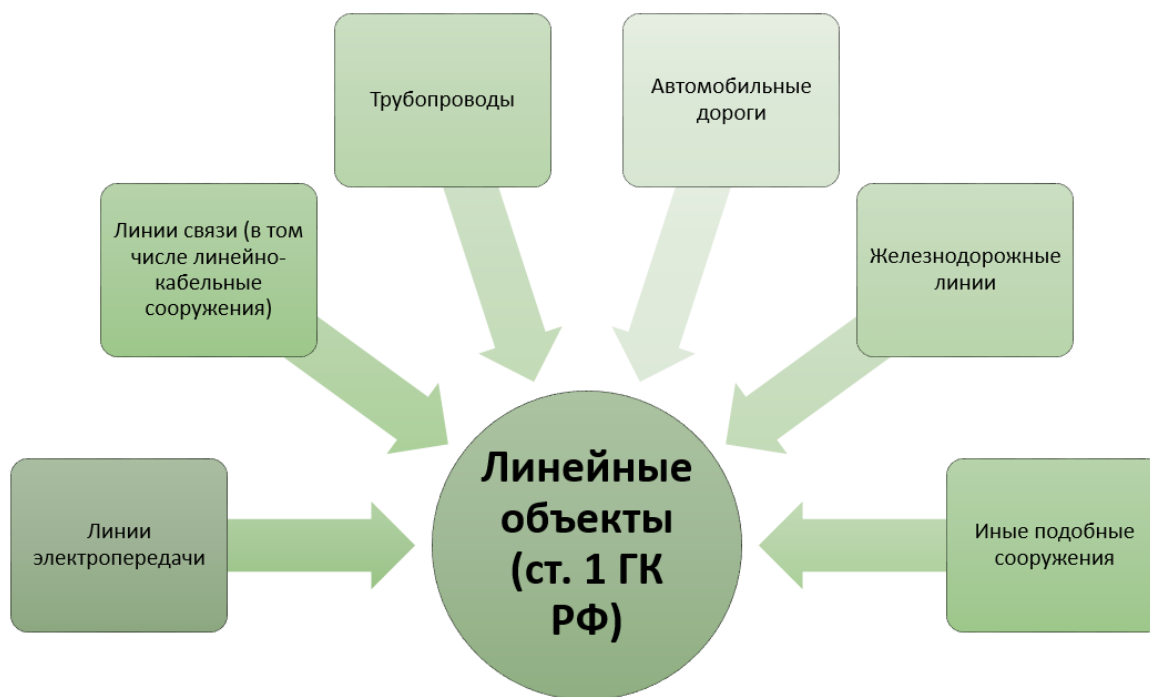 Трубопроводы
Автомобильные
дороги
Линии связи (в том
числе линейно-
кабельные
сооружения)
Железнодорожные
линии
Линии
электропередачи
Линейные
объекты
(ст. 1 ГК
РФ)
Иные подобные
сооружения